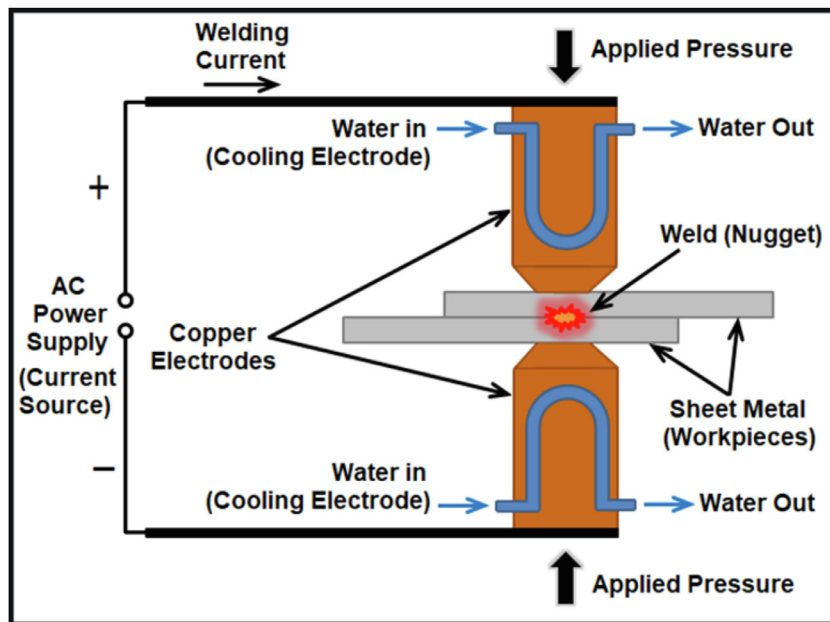 Welding
Current
Applied Pressure
Water in
(Cooling Electrode)
Water Out
+
Weld (Nugget)
AC
Power
Supply
(Current
Source)
Copper
Electrodes
Sheet Metal
(Workpieces)
−
Water in
(Cooling Electrode)
Water Out
Applied Pressure